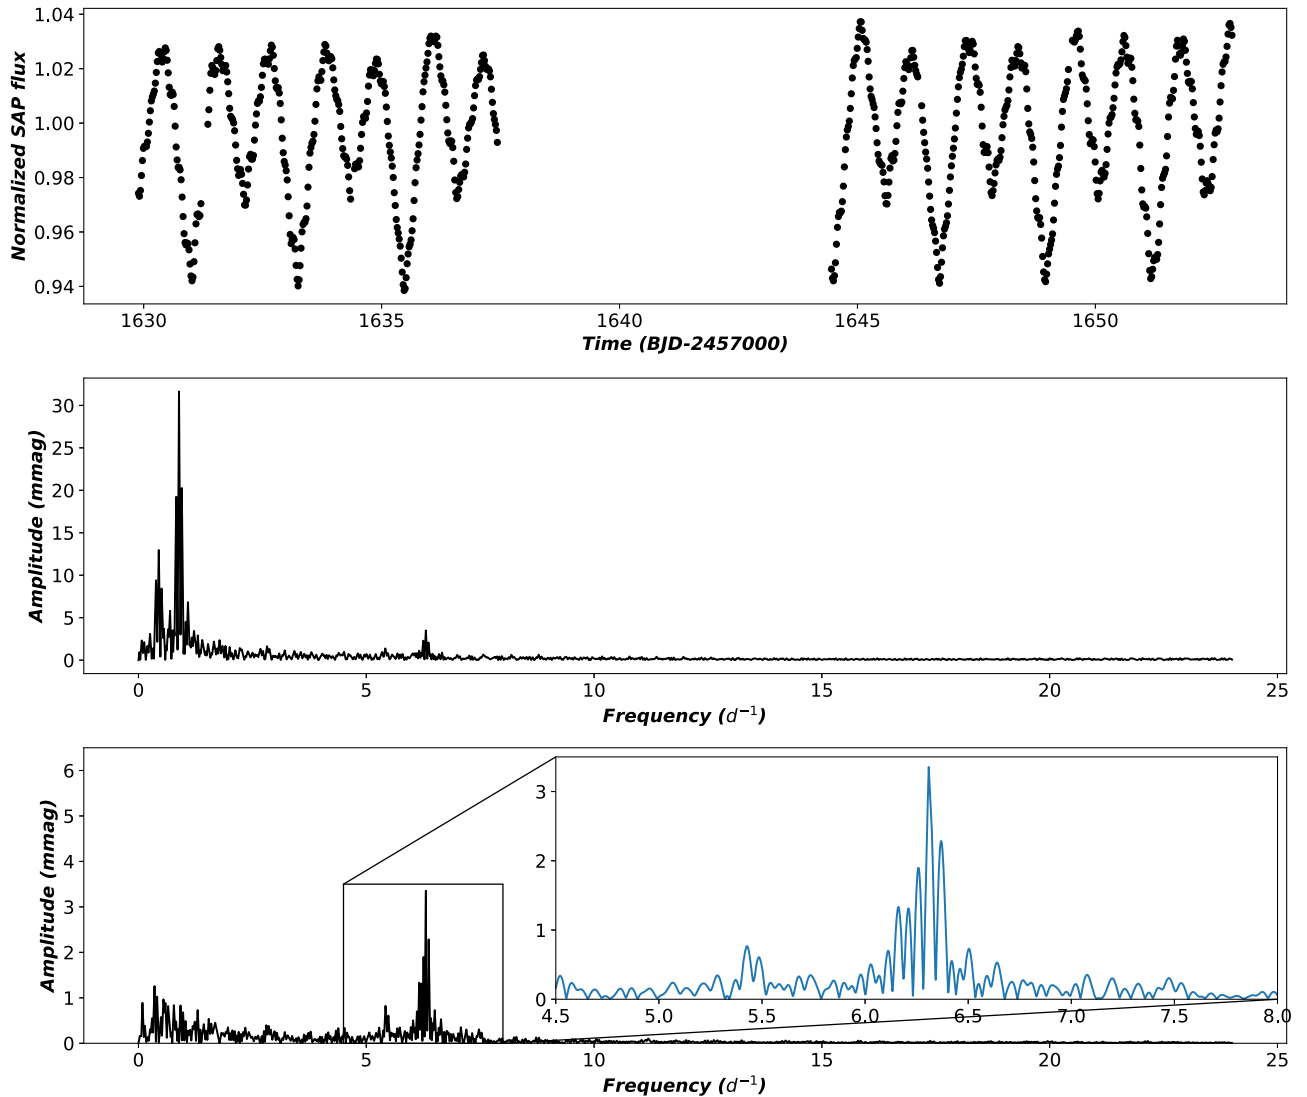 1.04
1.02
1.00
0.98
0.96
0.94
Normalized SAP flux
1630 1635 1640 1645 1650
Time (BJD-2457000)
30
25
20
15
10
5
0
Amplitude (mmag)
0 5 10 15 20 25
Frequency (d⁻¹)
6
5
4
3
2
1
0
Amplitude (mmag)
3
2
1
0
4.5 5.0 5.5 6.0 6.5 7.0 7.5 8.0
0 5 10 15 20 25
Frequency (d⁻¹)